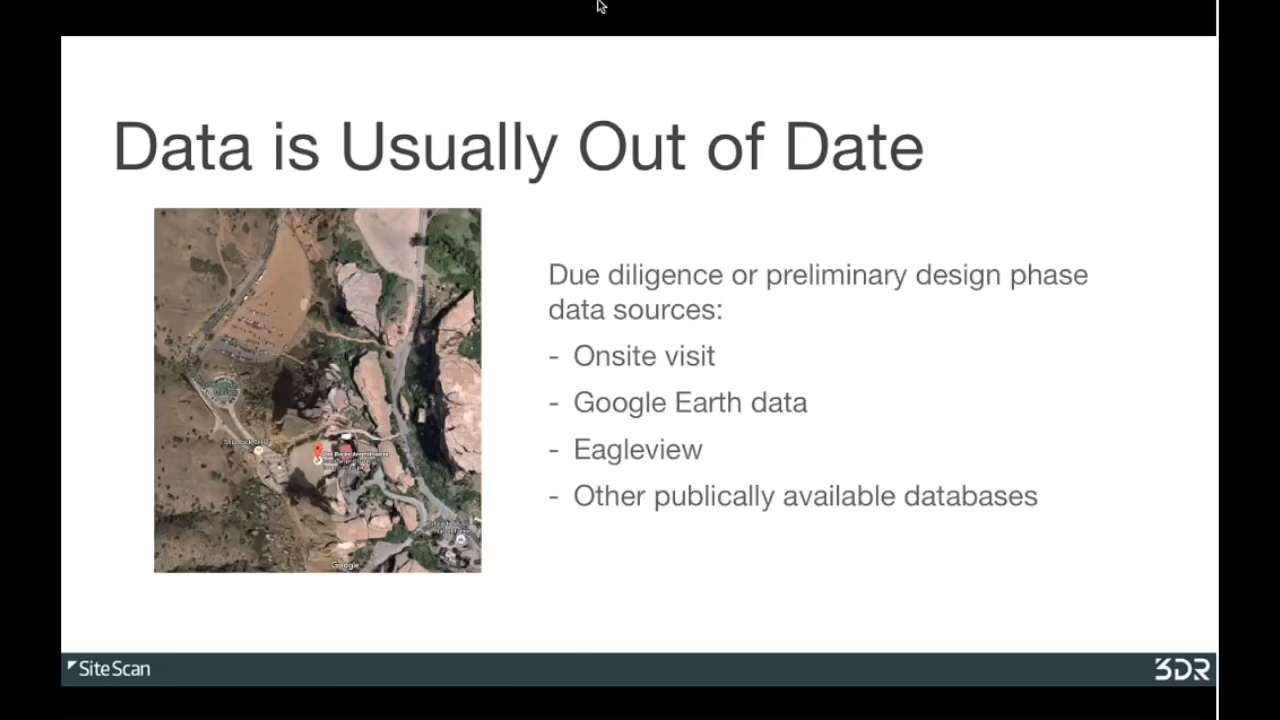 Data is Usually Out of Date
Due diligence or preliminary design phase
data sources:
- Onsite visit
- Google Earth data
- Eagleview
- Other publically available databases
Google
SiteScan
3DR